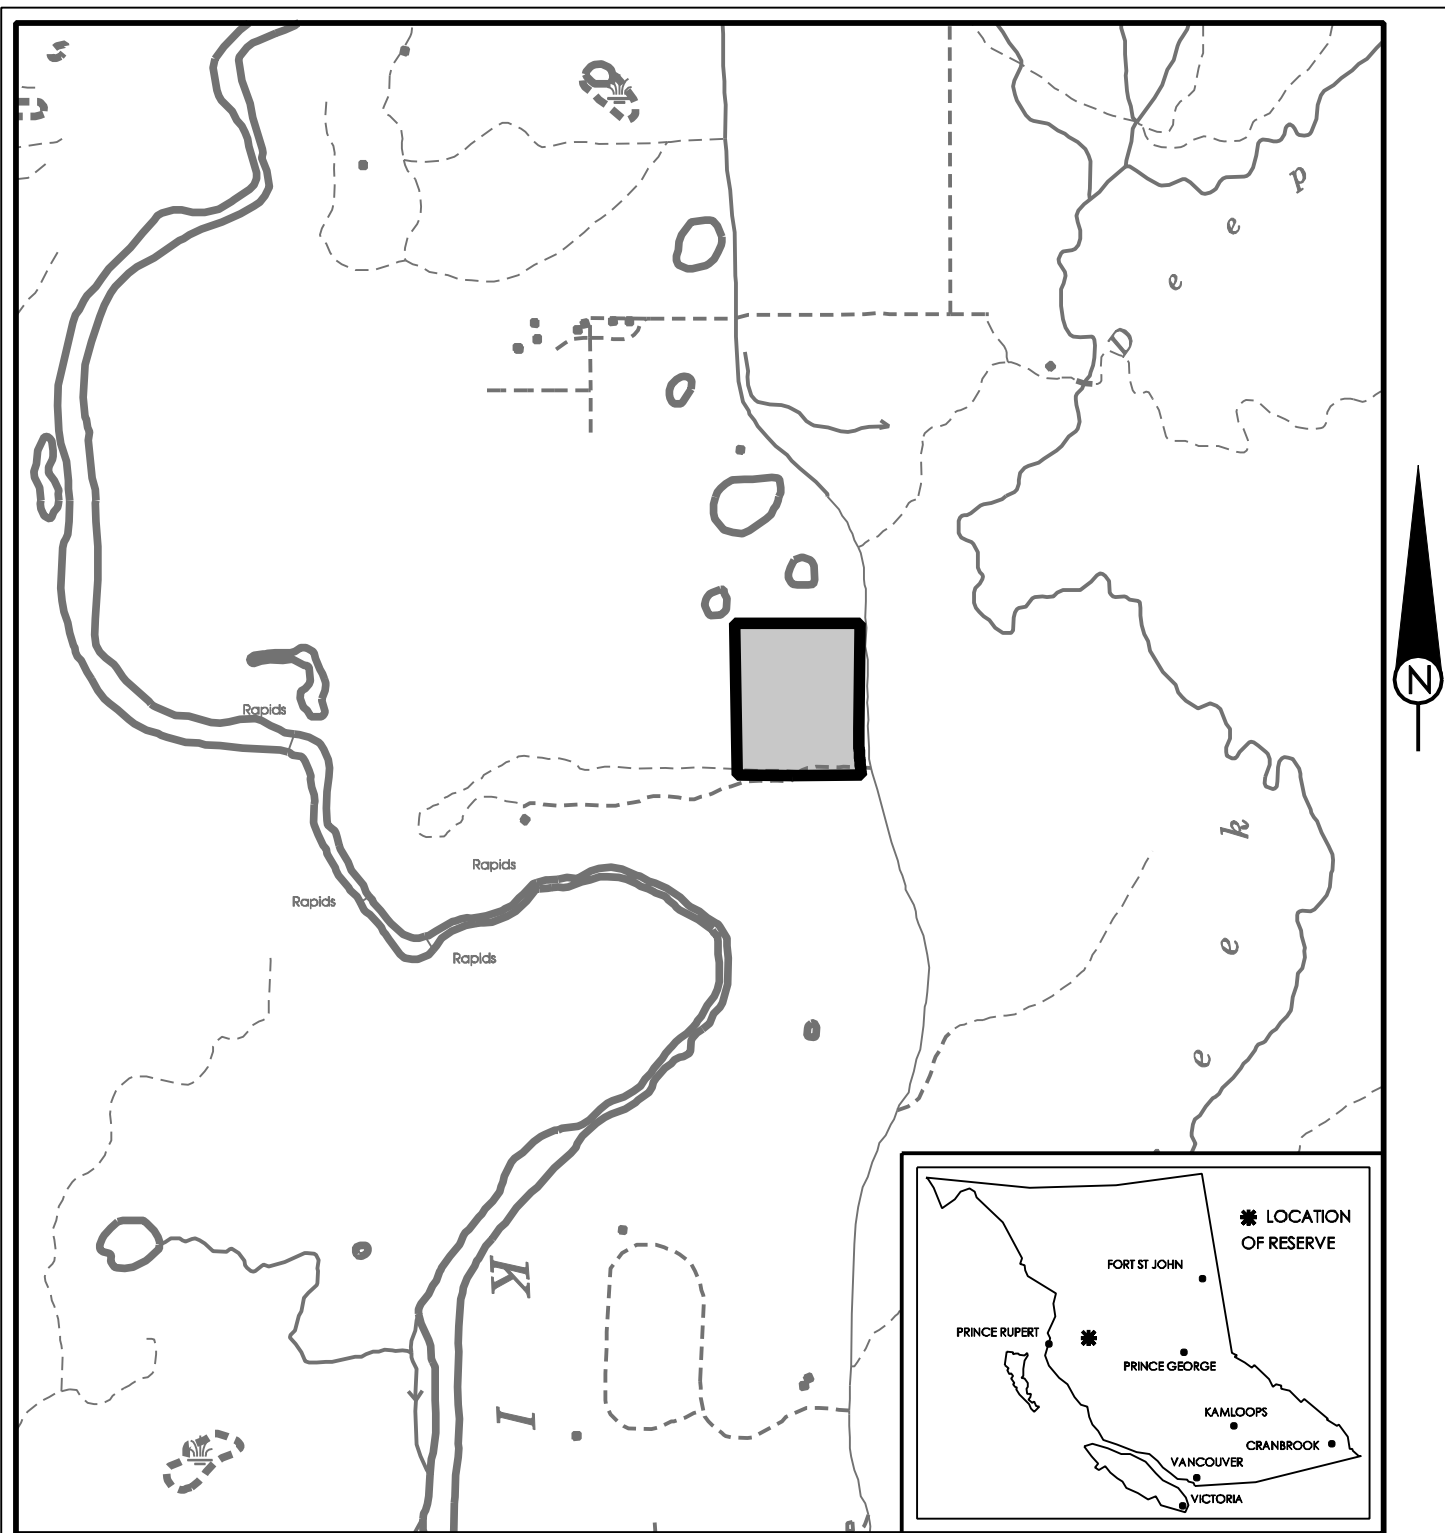 D e e p
N
Rapids
Rapids
Rapids
Rapids
k
e
e
K
I
LOCATION
OF RESERVE
FORT ST JOHN
PRINCE RUPERT
PRINCE GEORGE
KAMLOOPS
CRANBROOK
VANCOUVER
VICTORIA